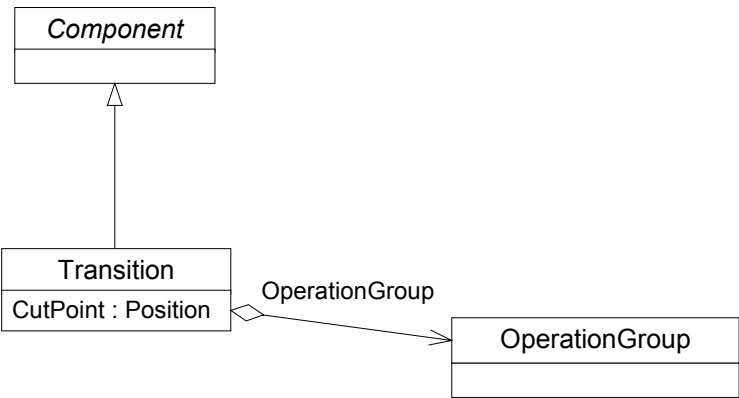 Component
Transition
CutPoint : Position
OperationGroup
OperationGroup